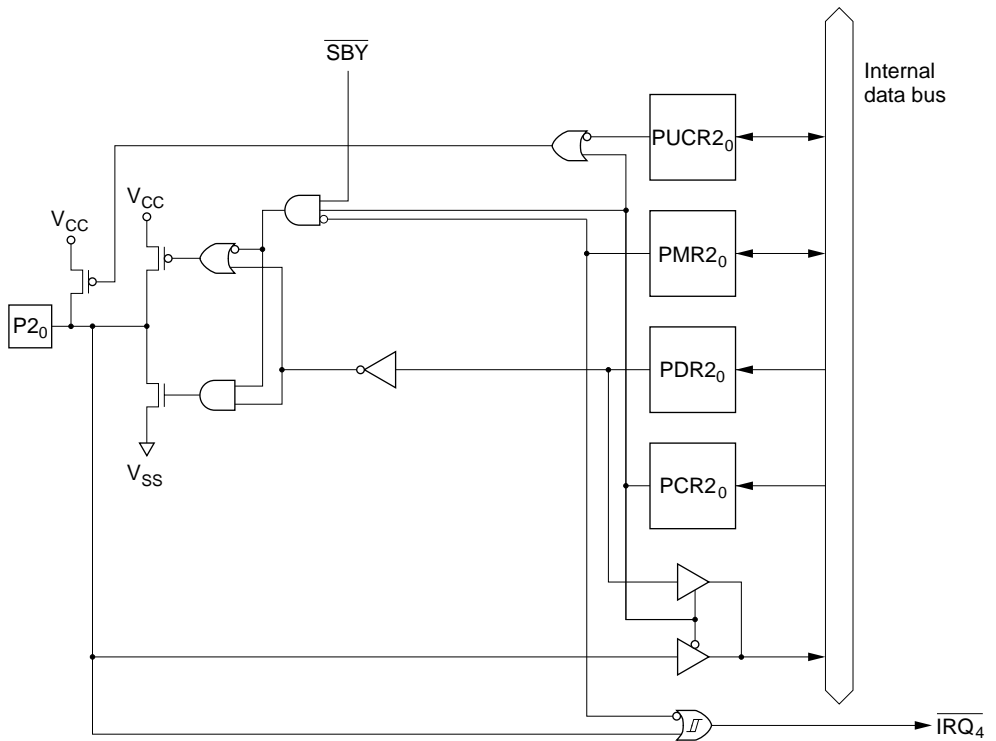 SBY
Internal
data bus
PUCR2₀
V_CC
V_CC
PMR2₀
P2₀
PDR2₀
V_SS
PCR2₀
IRQ₄